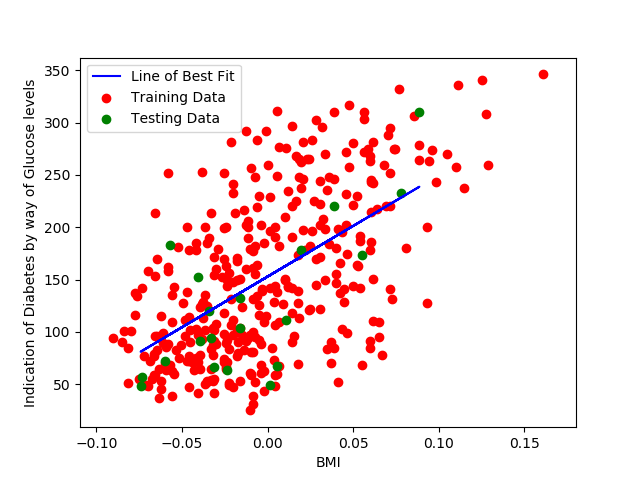 Line of Best Fit
Training Data
Testing Data
Indication of Diabetes by way of Glucose levels
350
300
250
200
150
100
50
−0.10
−0.05
0.00
0.05
0.10
0.15
BMI